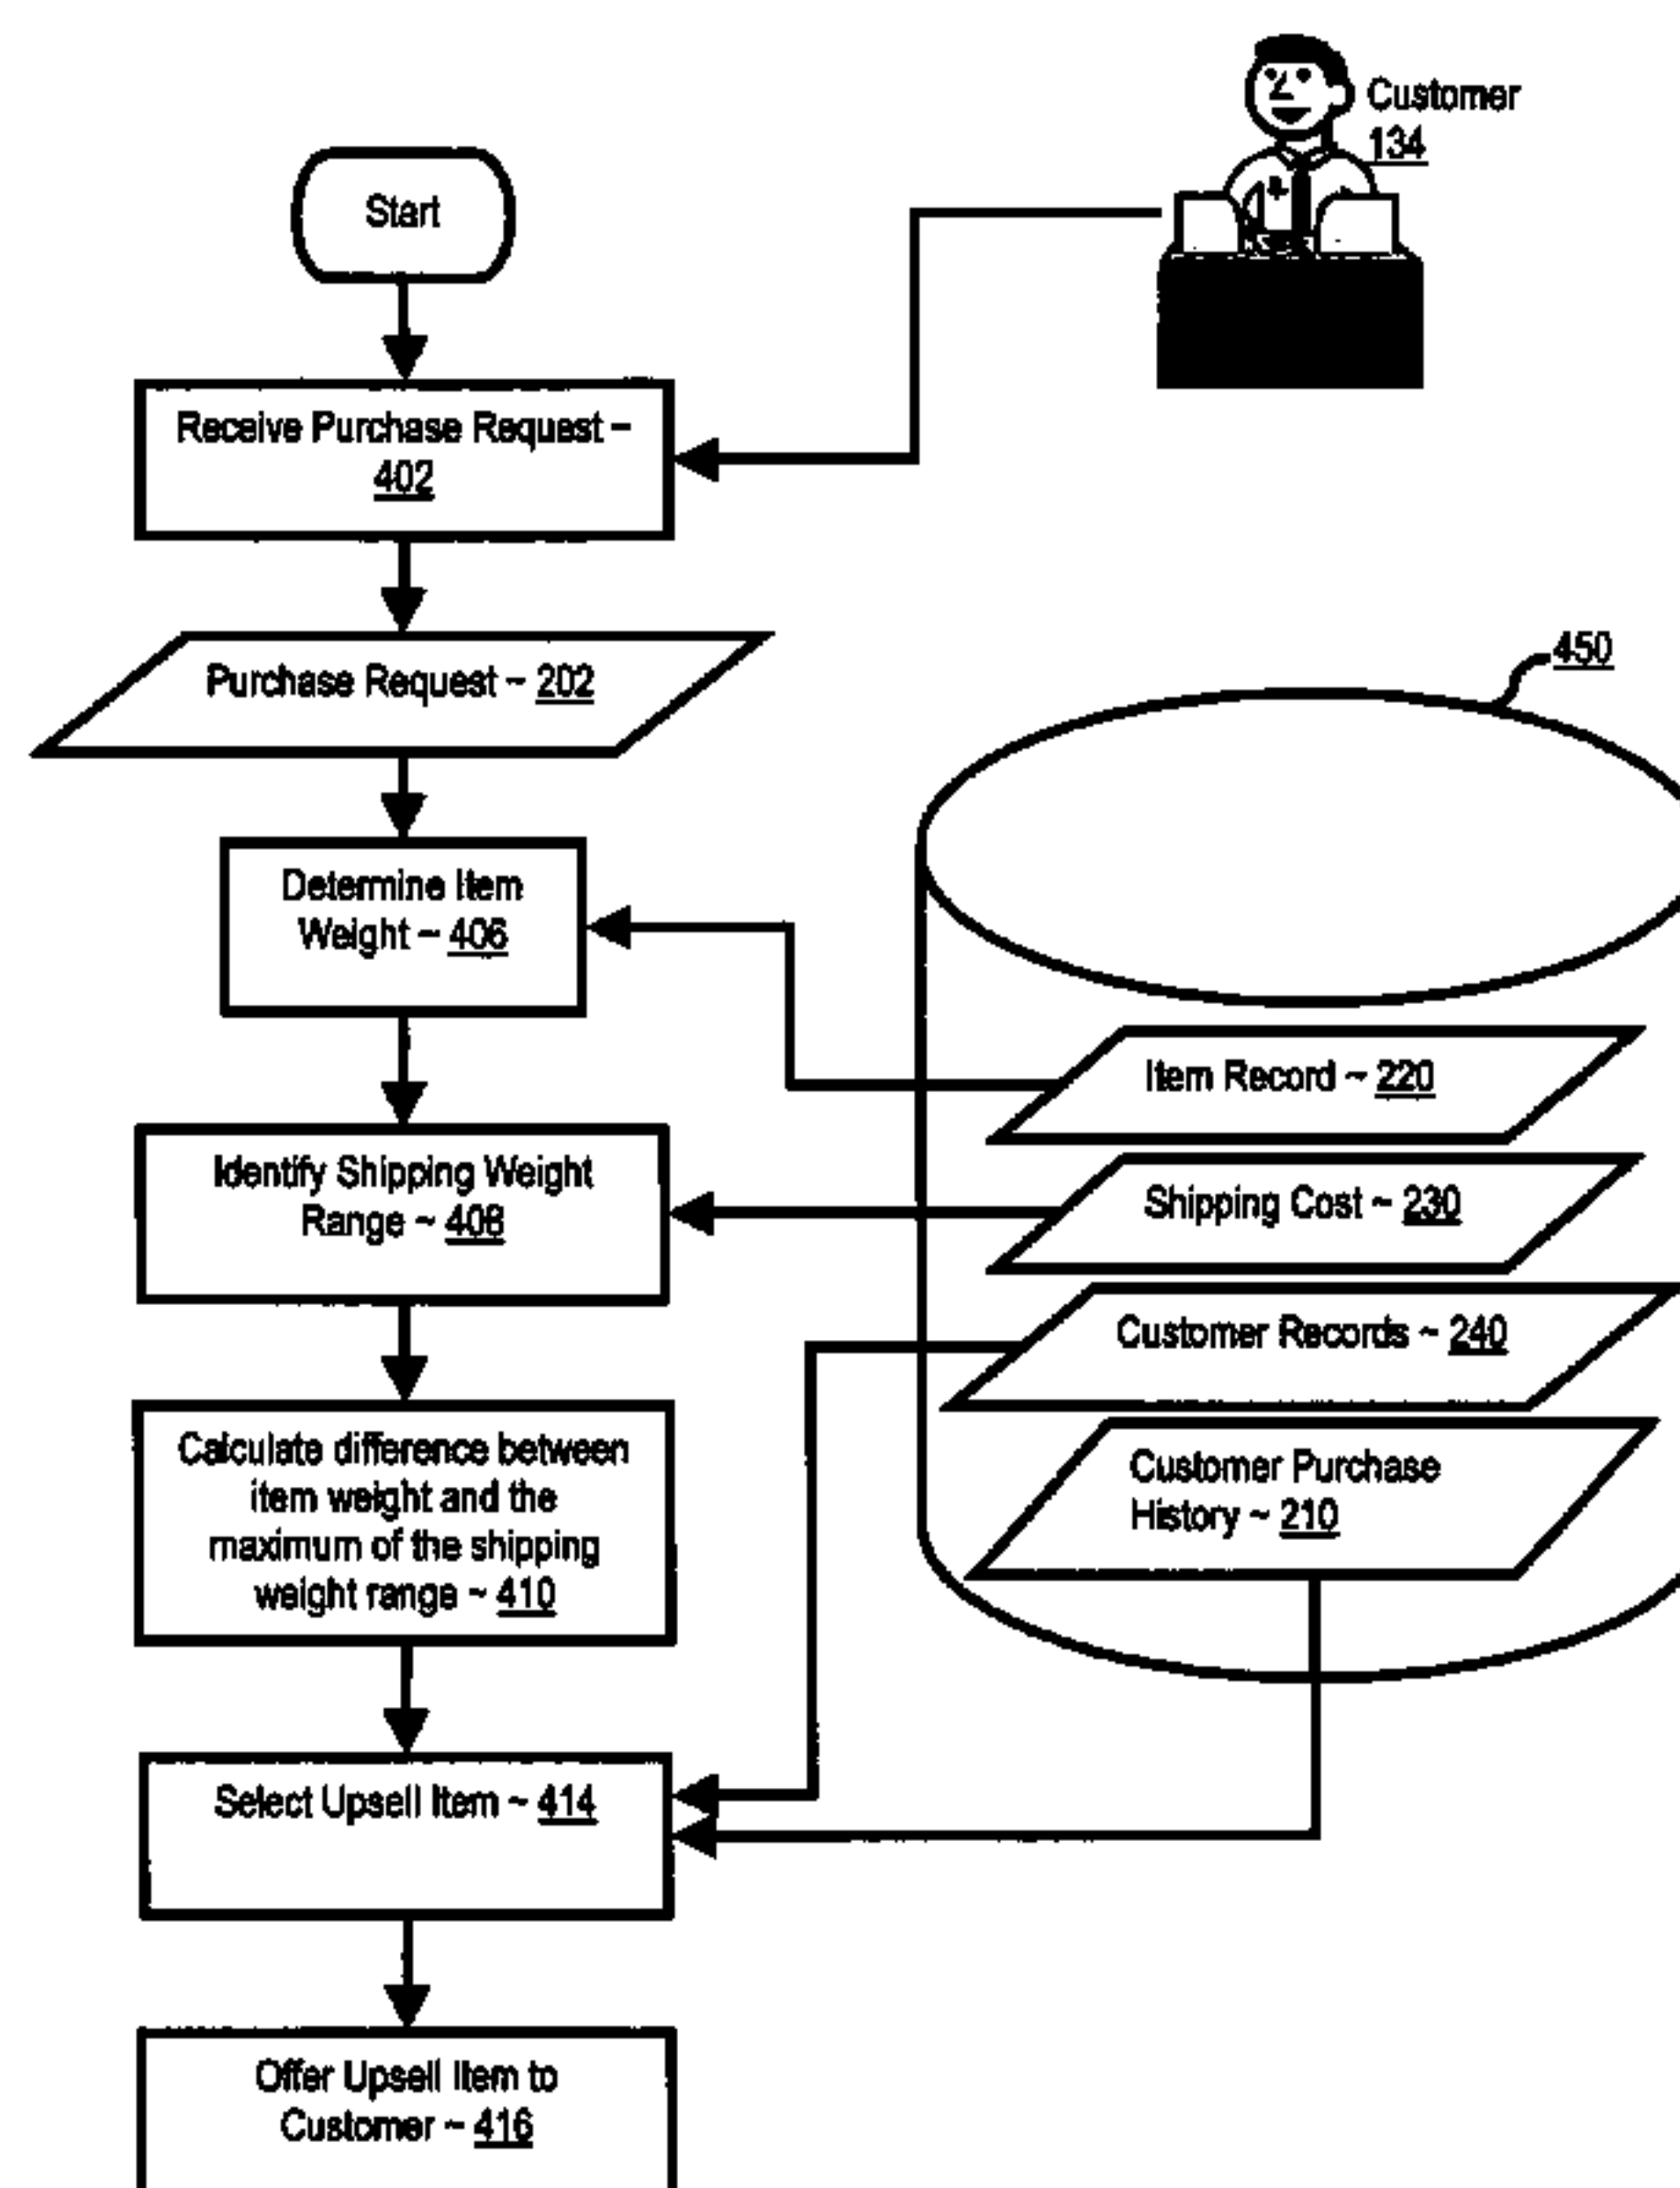 Customer
134
Start
Receive Purchase Request ~
402
Purchase Request ~ 202
450
Determine Item
Weight ~ 406
Item Record ~ 220
Identify Shipping Weight
Range ~ 408
Shipping Cost ~ 230
Customer Records ~ 240
Calculate difference between
item weight and the
maximum of the shipping
weight range ~ 410
Customer Purchase
History ~ 210
Select Upsell Item ~ 414
Offer Upsell Item to
Customer ~ 416